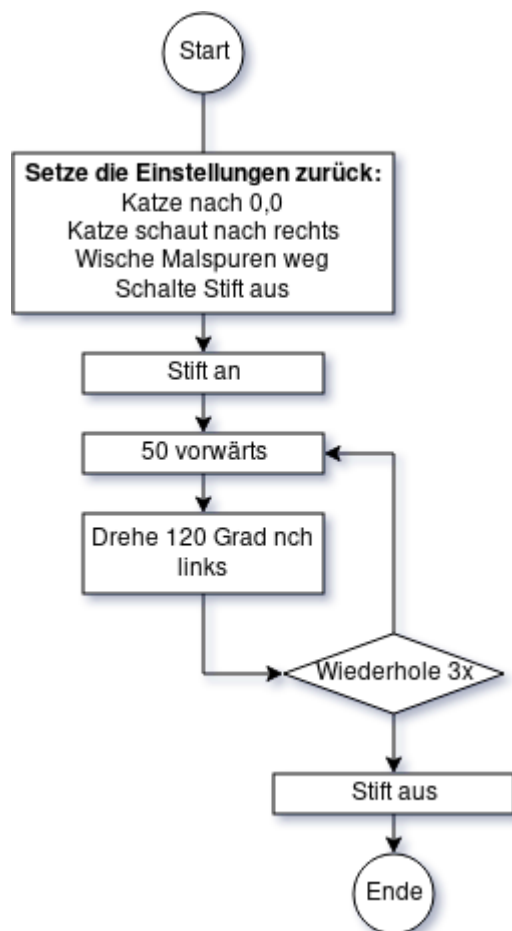 Start
Setze die Einstellungen zurück:
Katze nach 0,0
Katze schaut nach rechts
Wische Malspuren weg
Schalte Stift aus
Stift an
50 vorwärts
Drehe 120 Grad nch
links
Wiederhole 3x
Stift aus
Ende